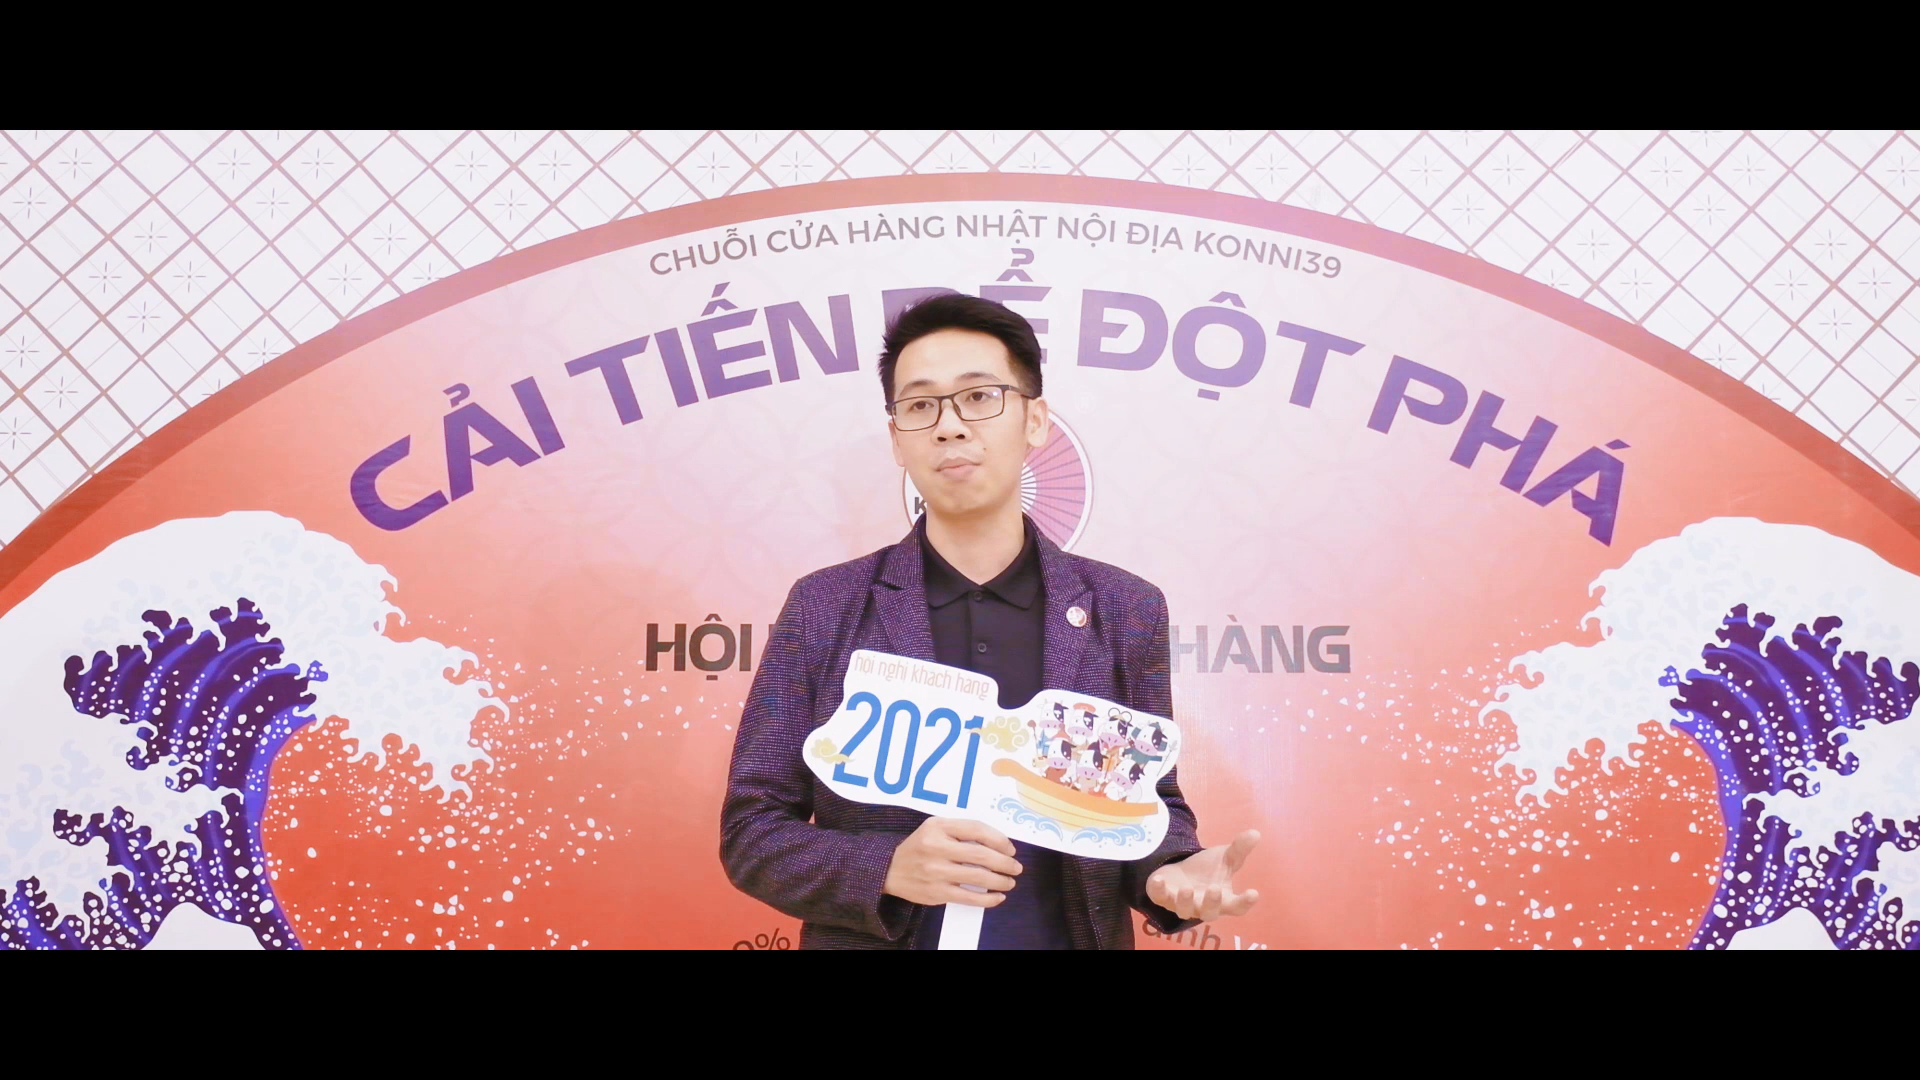 CHUỖI CỬA HÀNG NHẬT NỘI ĐỊA KONNI39
CẢI TIẾN ĐỂ ĐỘT PHÁ
K
HỘI HÀNG
hội nghị khách hàng
2021